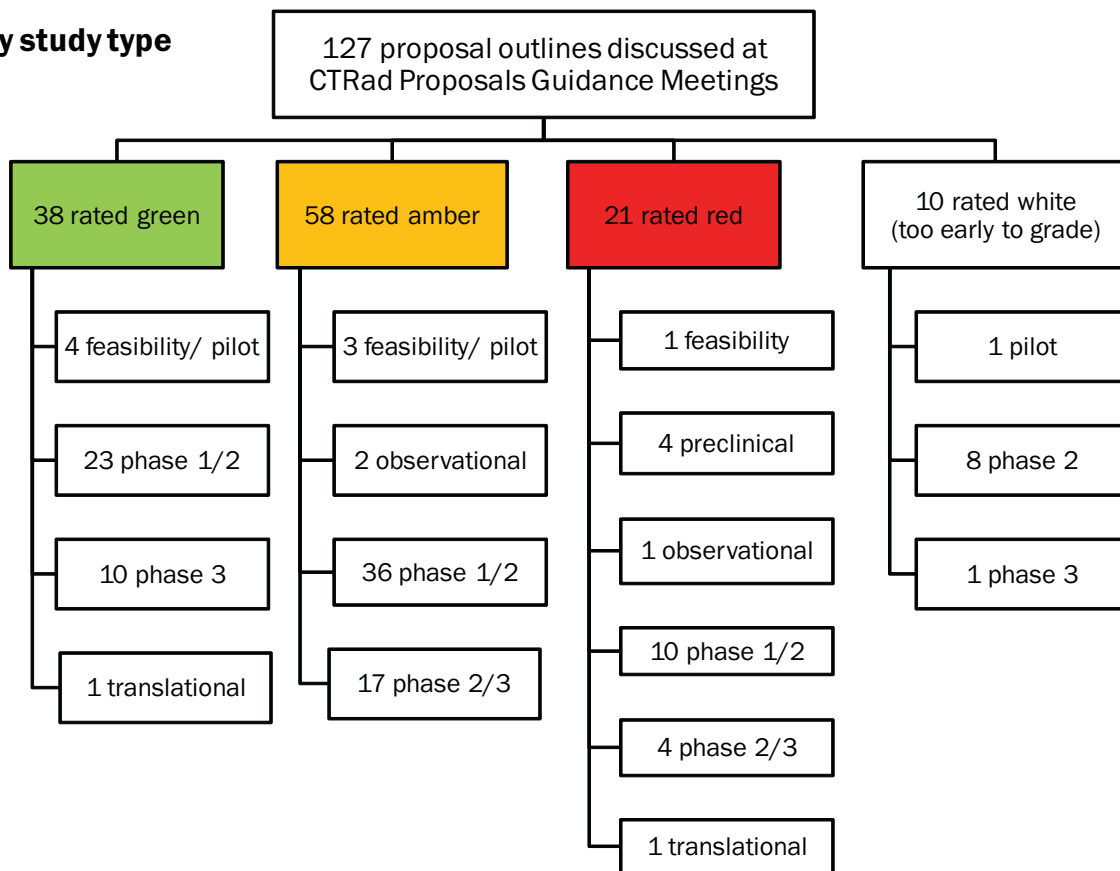 y study type
127 proposal outlines discussed at
CTRad Proposals Guidance Meetings
38 rated green
58 rated amber
21 rated red
10 rated white
(too early to grade)
4 feasibility/ pilot
23 phase 1/2
10 phase 3
1 translational
3 feasibility/ pilot
2 observational
36 phase 1/2
17 phase 2/3
1 feasibility
4 preclinical
1 observational
10 phase 1/2
4 phase 2/3
1 translational
1 pilot
8 phase 2
1 phase 3